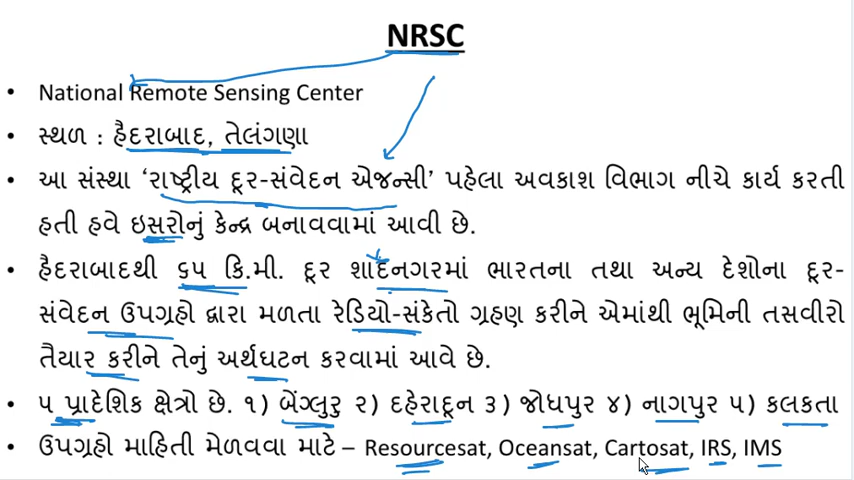 NRSC
• National Remote Sensing Center
• સ્થળ : હૈદરાબાદ, તેલંગણા
• આ સંસ્થા ‘રાષ્ટ્રીય દૂર-સંવેદન એજન્સી’ પહેલા અવકાશ વિભાગ નીચે કાર્ય કરતી
હતી હવે ઇસરોનું કેન્દ્ર બનાવવામાં આવી છે.
• હૈદરાબાદથી ૬૫ કિ.મી. દૂર શાદનગરમાં ભારતના તથા અન્ય દેશોના દૂર-
સંવેદન ઉપગ્રહો દ્વારા મળતા રેડિયો-સંકેતો ગ્રહણ કરીને એમાંથી ભૂમિની તસવીરો
તૈયાર કરીને તેનું અર્થઘટન કરવામાં આવે છે.
• ૫ પ્રાદેશિક ક્ષેત્રો છે. ૧) બેંગ્લુરુ ૨) દહેરાદૂન ૩) જોધપુર ૪) નાગપુર ૫) કલકતા
• ઉપગ્રહો માહિતી મેળવવા માટે – Resourcesat, Oceansat, Cartosat, IRS, IMS